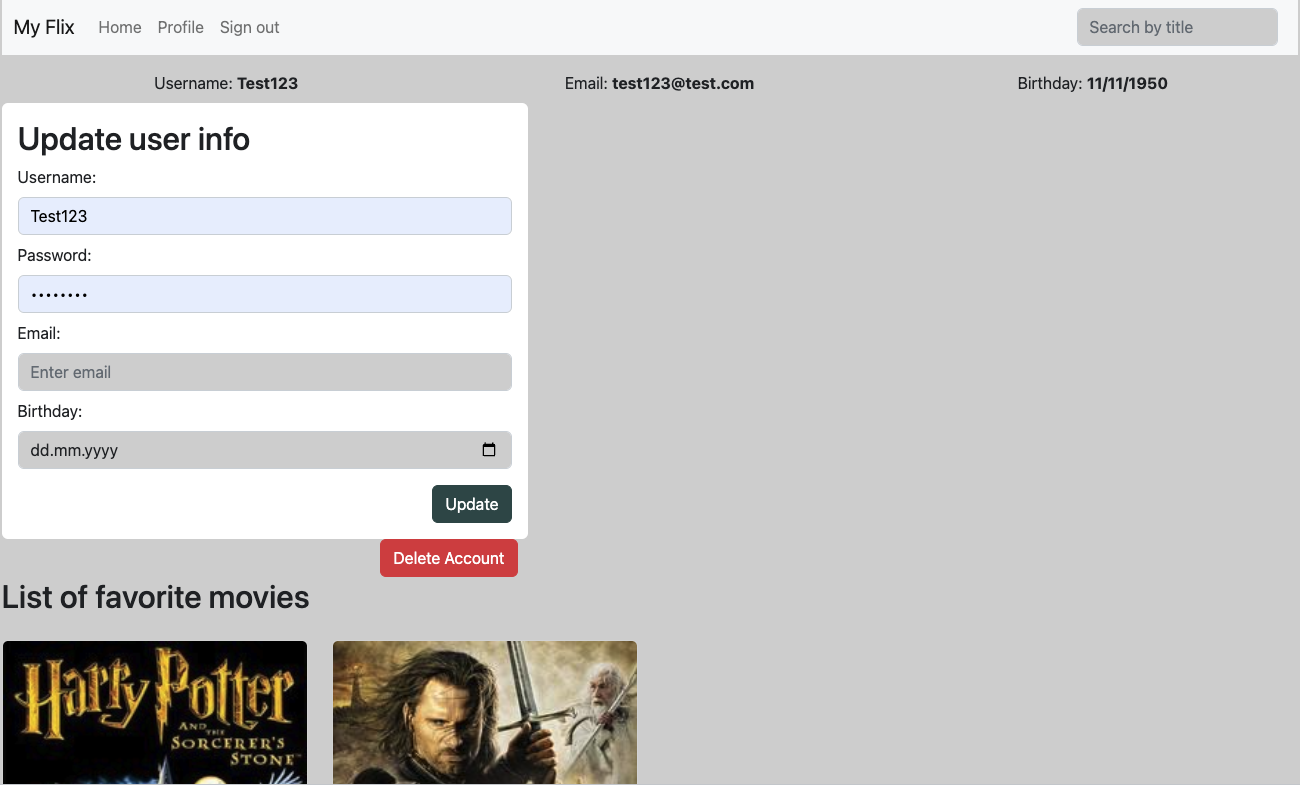 My Flix Home Profile Sign out Search by title
Username: Test123 Email: test123@test.com Birthday: 11/11/1950
Update user info
Username:
Test123
Password:
••••••••
Email:
Enter email
Birthday:
dd.mm.yyyy
Update
Delete Account
List of favorite movies
Harry Potter
AND THE
SORCERER'S
STONE